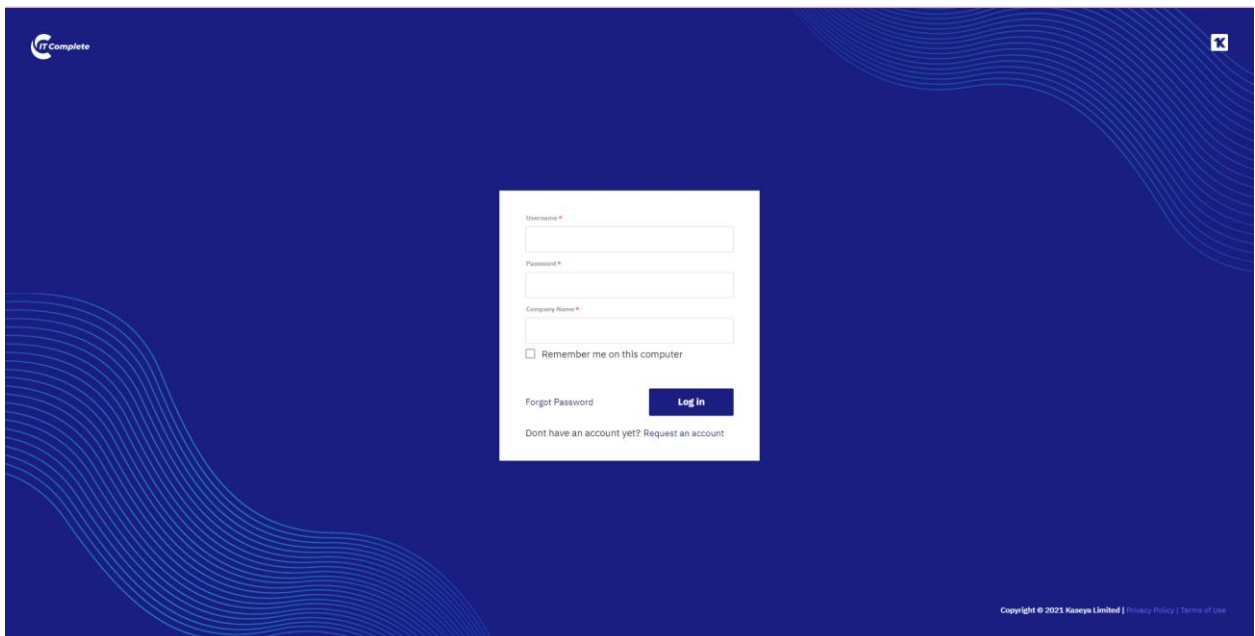 IT Complete
K
Username *
Password *
Company Name *
Remember me on this computer
Forgot Password
Log in
Dont have an account yet? Request an account
Copyright © 2021 Kaseya Limited | Privacy Policy | Terms of Use